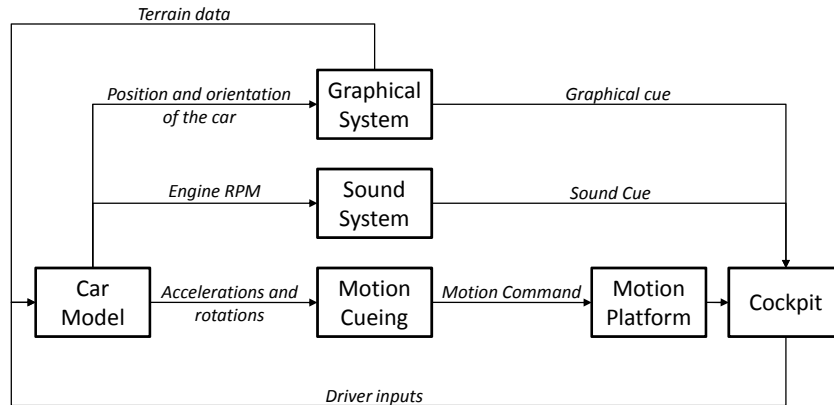 Terrain data
Position and orientation
of the car
Graphical
System
Graphical cue
Engine RPM
Sound
System
Sound Cue
Car
Model
Accelerations and
rotations
Motion
Cueing
Motion Command
Motion
Platform
Cockpit
Driver inputs